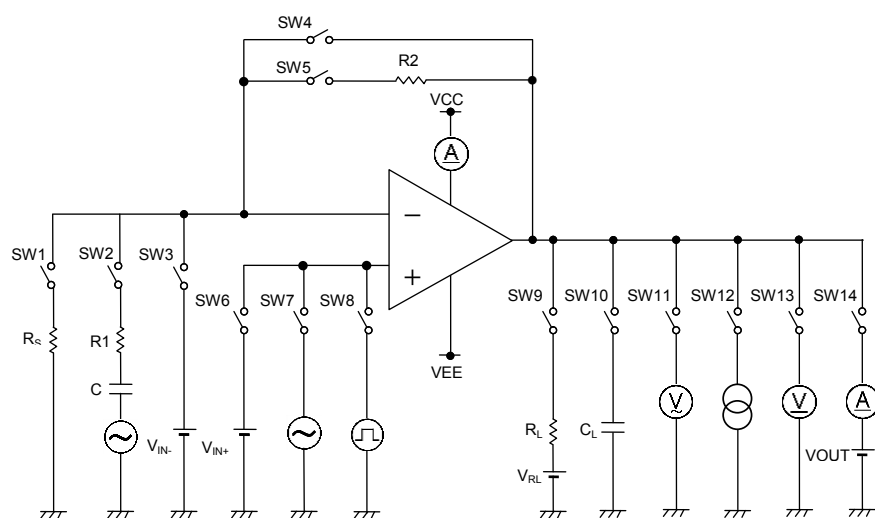 SW4
SW5
R2
VCC
A
−
+
VEE
SW1
SW2
SW3
SW6
SW7
SW8
SW9
SW10
SW11
SW12
SW13
SW14
RS
R1
C
VIN-
VIN+
RL
VRL
CL
V
~
V
A
VOUT